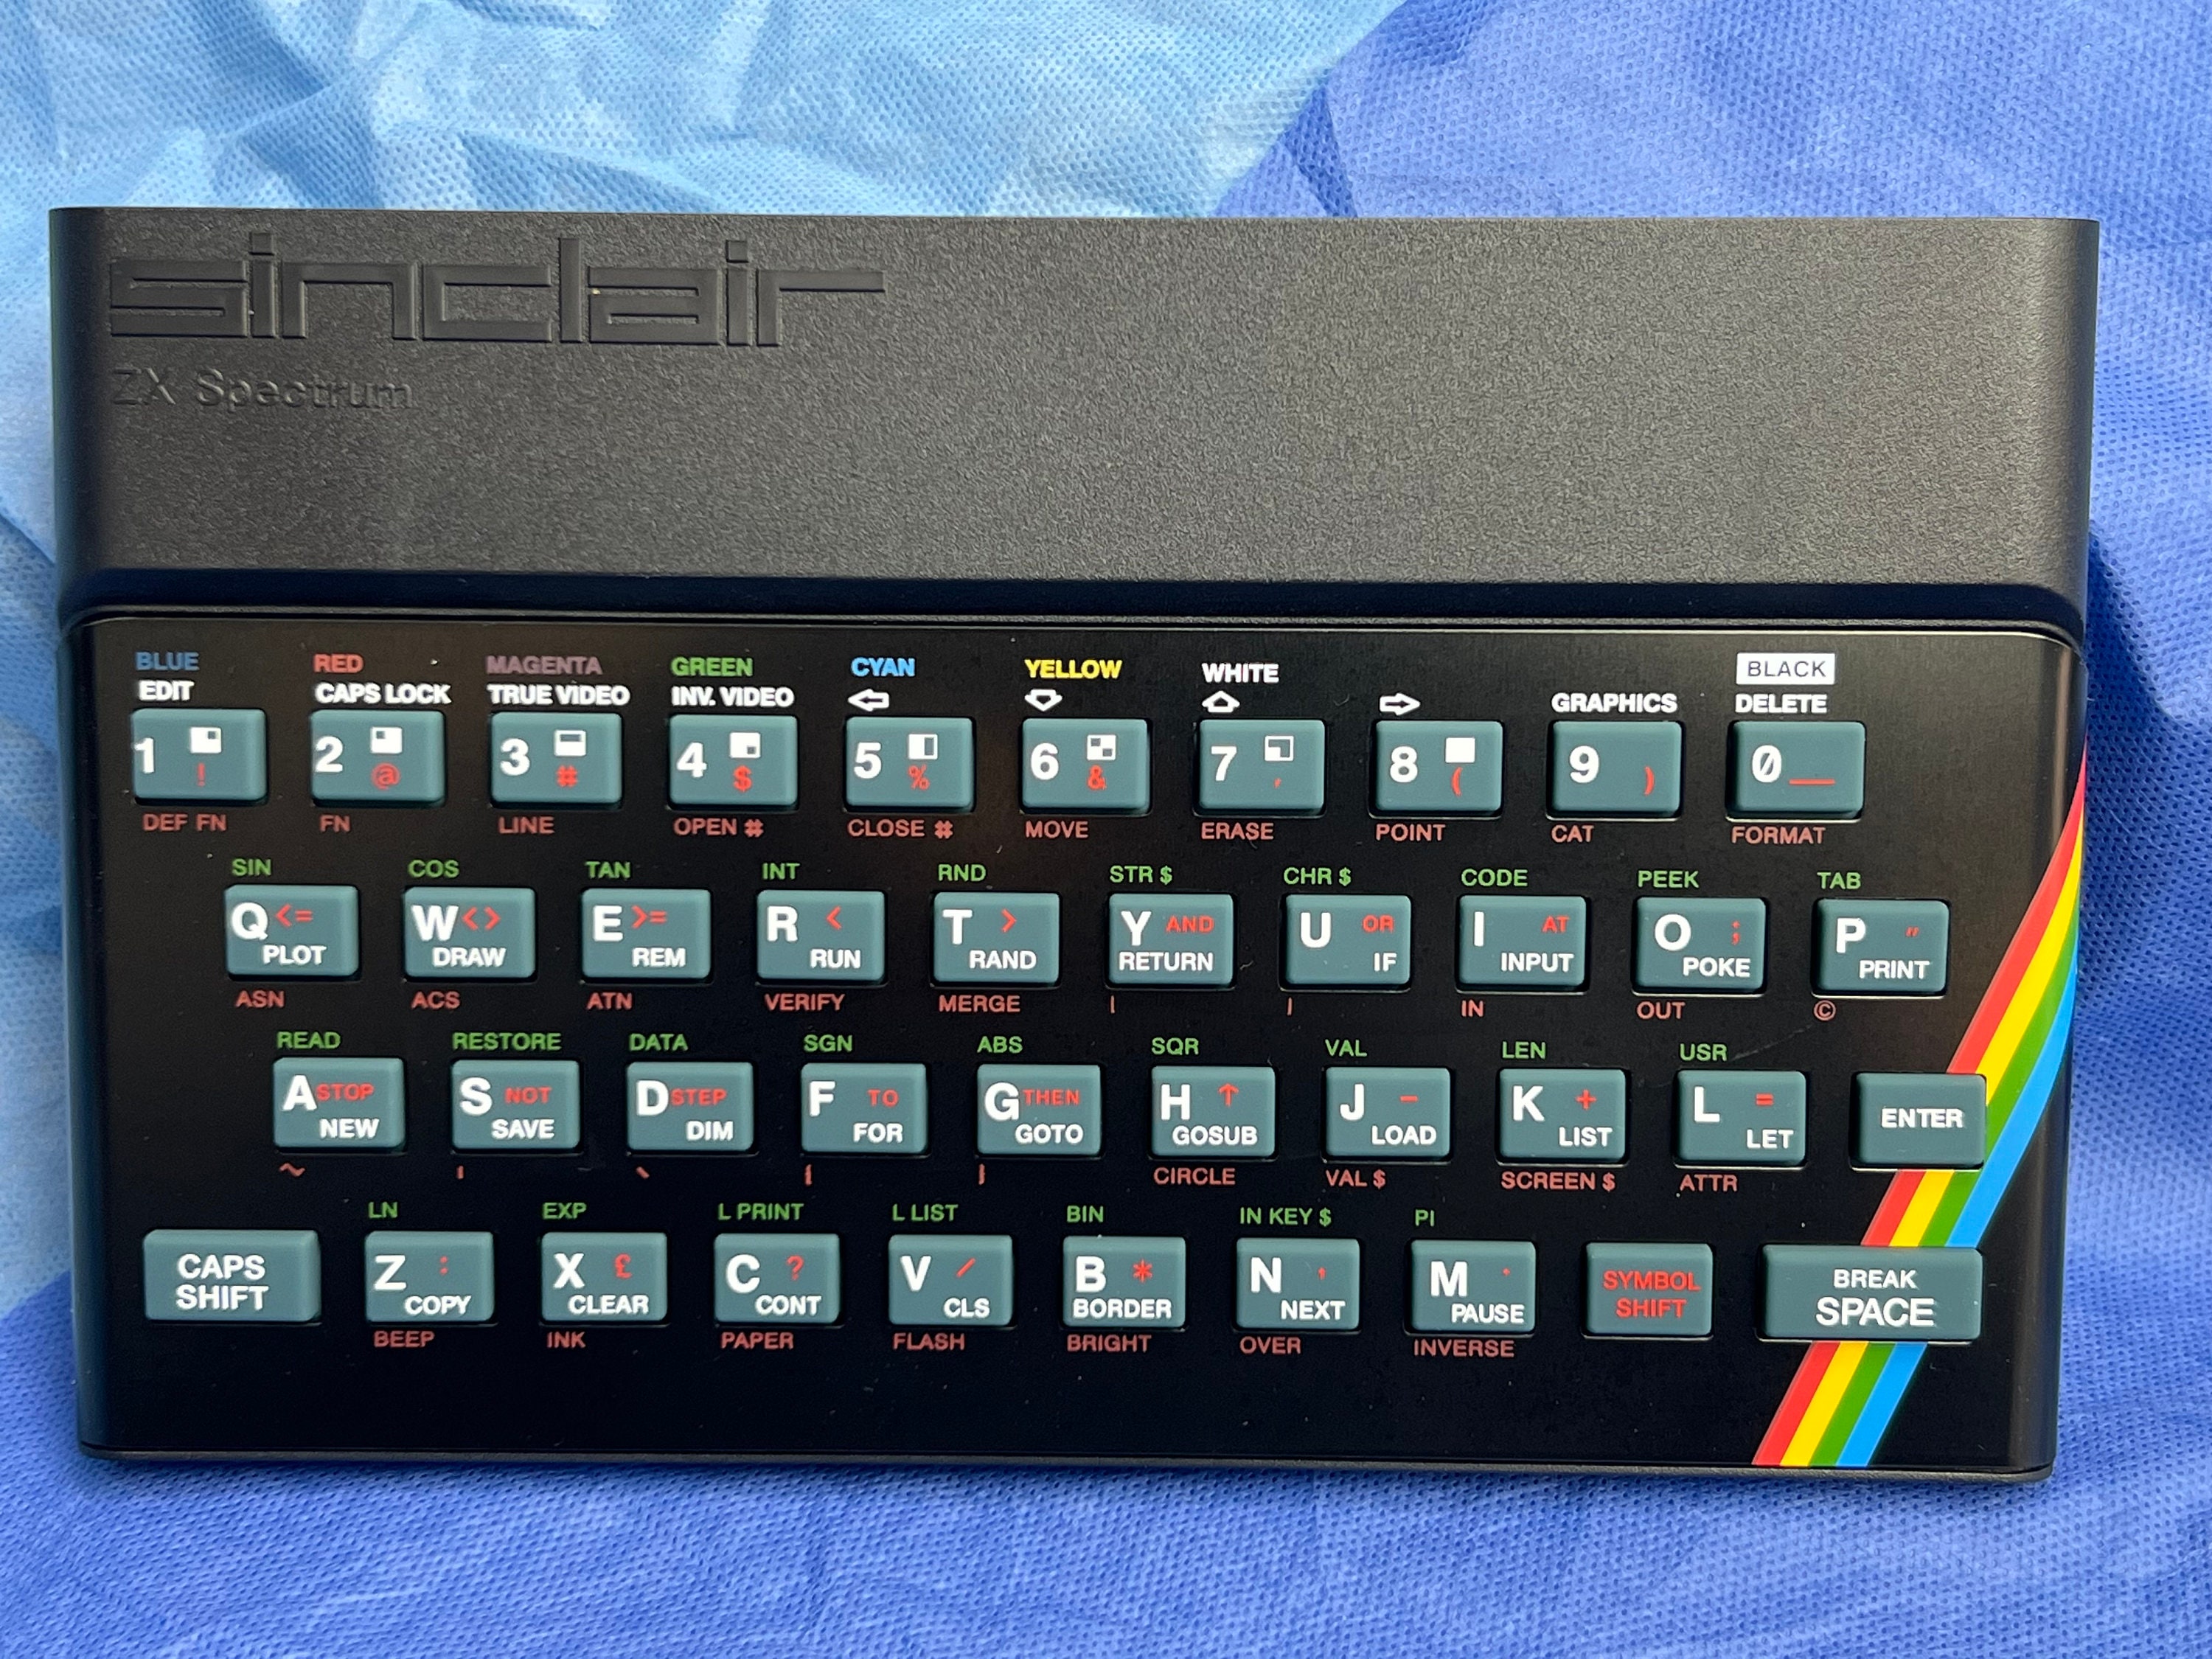 sinclair
ZX Spectrum
BLUE RED MAGENTA GREEN CYAN YELLOW WHITE BLACK
EDIT CAPS LOCK TRUE VIDEO INV. VIDEO ⇦ ⇩ ⇧ ⇨ GRAPHICS DELETE
1 ! 2 @ 3 # 4 $ 5 % 6 & 7 ' 8 ( 9 ) 0 _
DEF FN FN LINE OPEN # CLOSE # MOVE ERASE POINT CAT FORMAT
SIN COS TAN INT RND STR $ CHR $ CODE PEEK TAB
Q <= W <> E >= R < T > Y AND U OR I AT O ; P "
PLOT DRAW REM RUN RAND RETURN IF INPUT POKE PRINT
ASN ACS ATN VERIFY MERGE [ ] IN OUT ©
READ RESTORE DATA SGN ABS SQR VAL LEN USR
A STOP S NOT D STEP F TO G THEN H ↑ J − K + L = ENTER
NEW SAVE DIM FOR GOTO GOSUB LOAD LIST LET
~ | \ { } CIRCLE VAL $ SCREEN $ ATTR
LN EXP L PRINT L LIST BIN IN KEY $ PI
CAPS SHIFT Z : X £ C ? V / B * N , M . SYMBOL SHIFT BREAK SPACE
COPY CLEAR CONT CLS BORDER NEXT PAUSE
BEEP INK PAPER FLASH BRIGHT OVER INVERSE